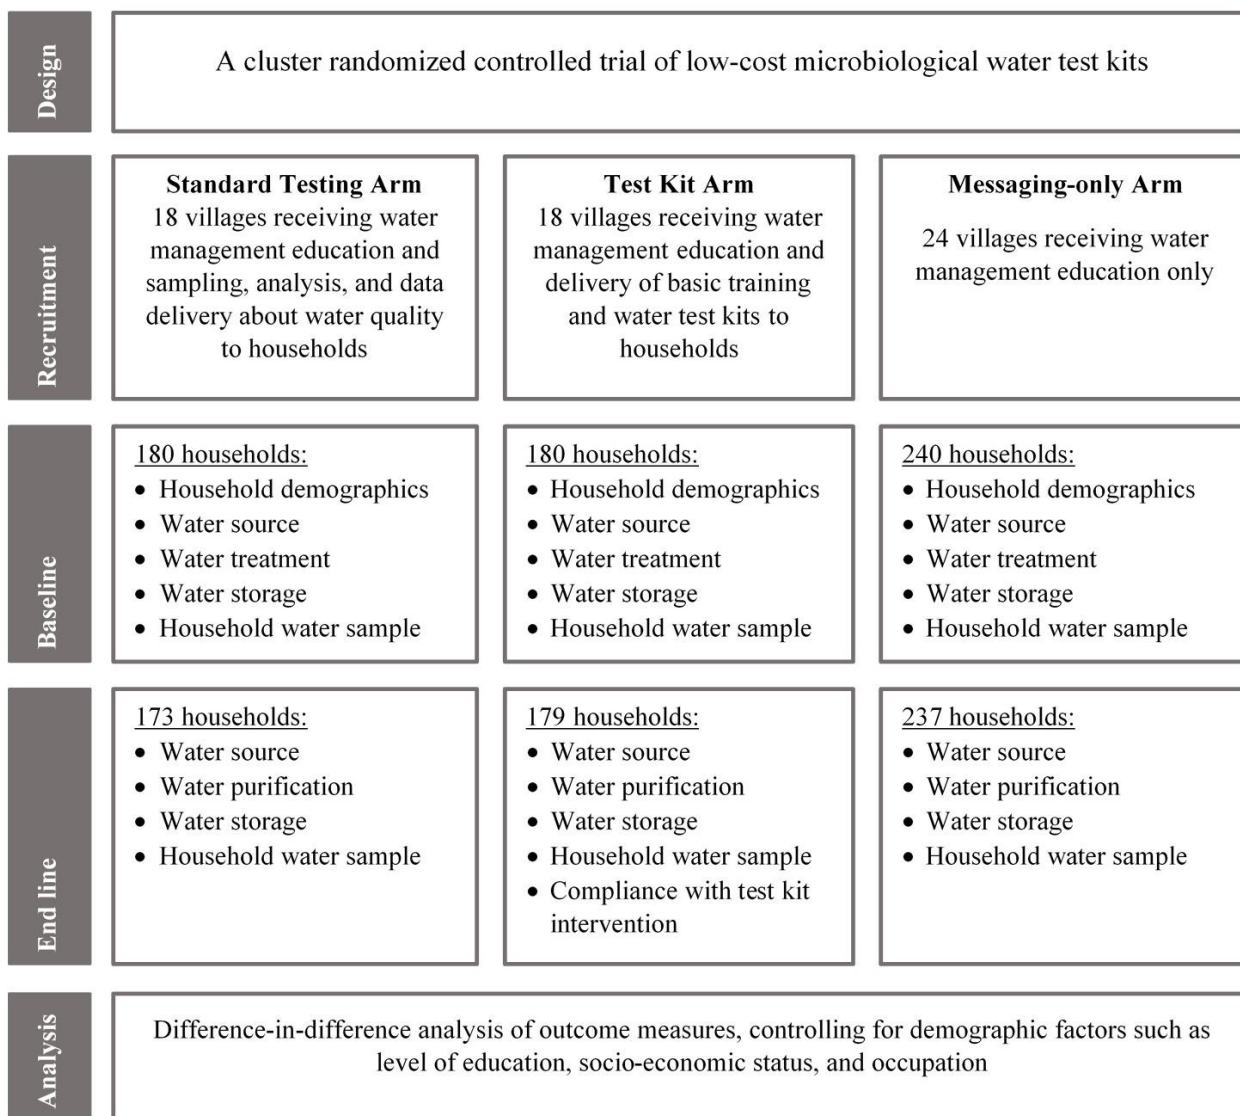 Design
A cluster randomized controlled trial of low-cost microbiological water test kits
Recruitment
Standard Testing Arm
18 villages receiving water
management education and
sampling, analysis, and data
delivery about water quality
to households
Test Kit Arm
18 villages receiving water
management education and
delivery of basic training
and water test kits to
households
Messaging-only Arm
24 villages receiving water
management education only
Baseline
180 households:
• Household demographics
• Water source
• Water treatment
• Water storage
• Household water sample
180 households:
• Household demographics
• Water source
• Water treatment
• Water storage
• Household water sample
240 households:
• Household demographics
• Water source
• Water treatment
• Water storage
• Household water sample
End line
173 households:
• Water source
• Water purification
• Water storage
• Household water sample
179 households:
• Water source
• Water purification
• Water storage
• Household water sample
• Compliance with test kit
intervention
237 households:
• Water source
• Water purification
• Water storage
• Household water sample
Analysis
Difference-in-difference analysis of outcome measures, controlling for demographic factors such as
level of education, socio-economic status, and occupation